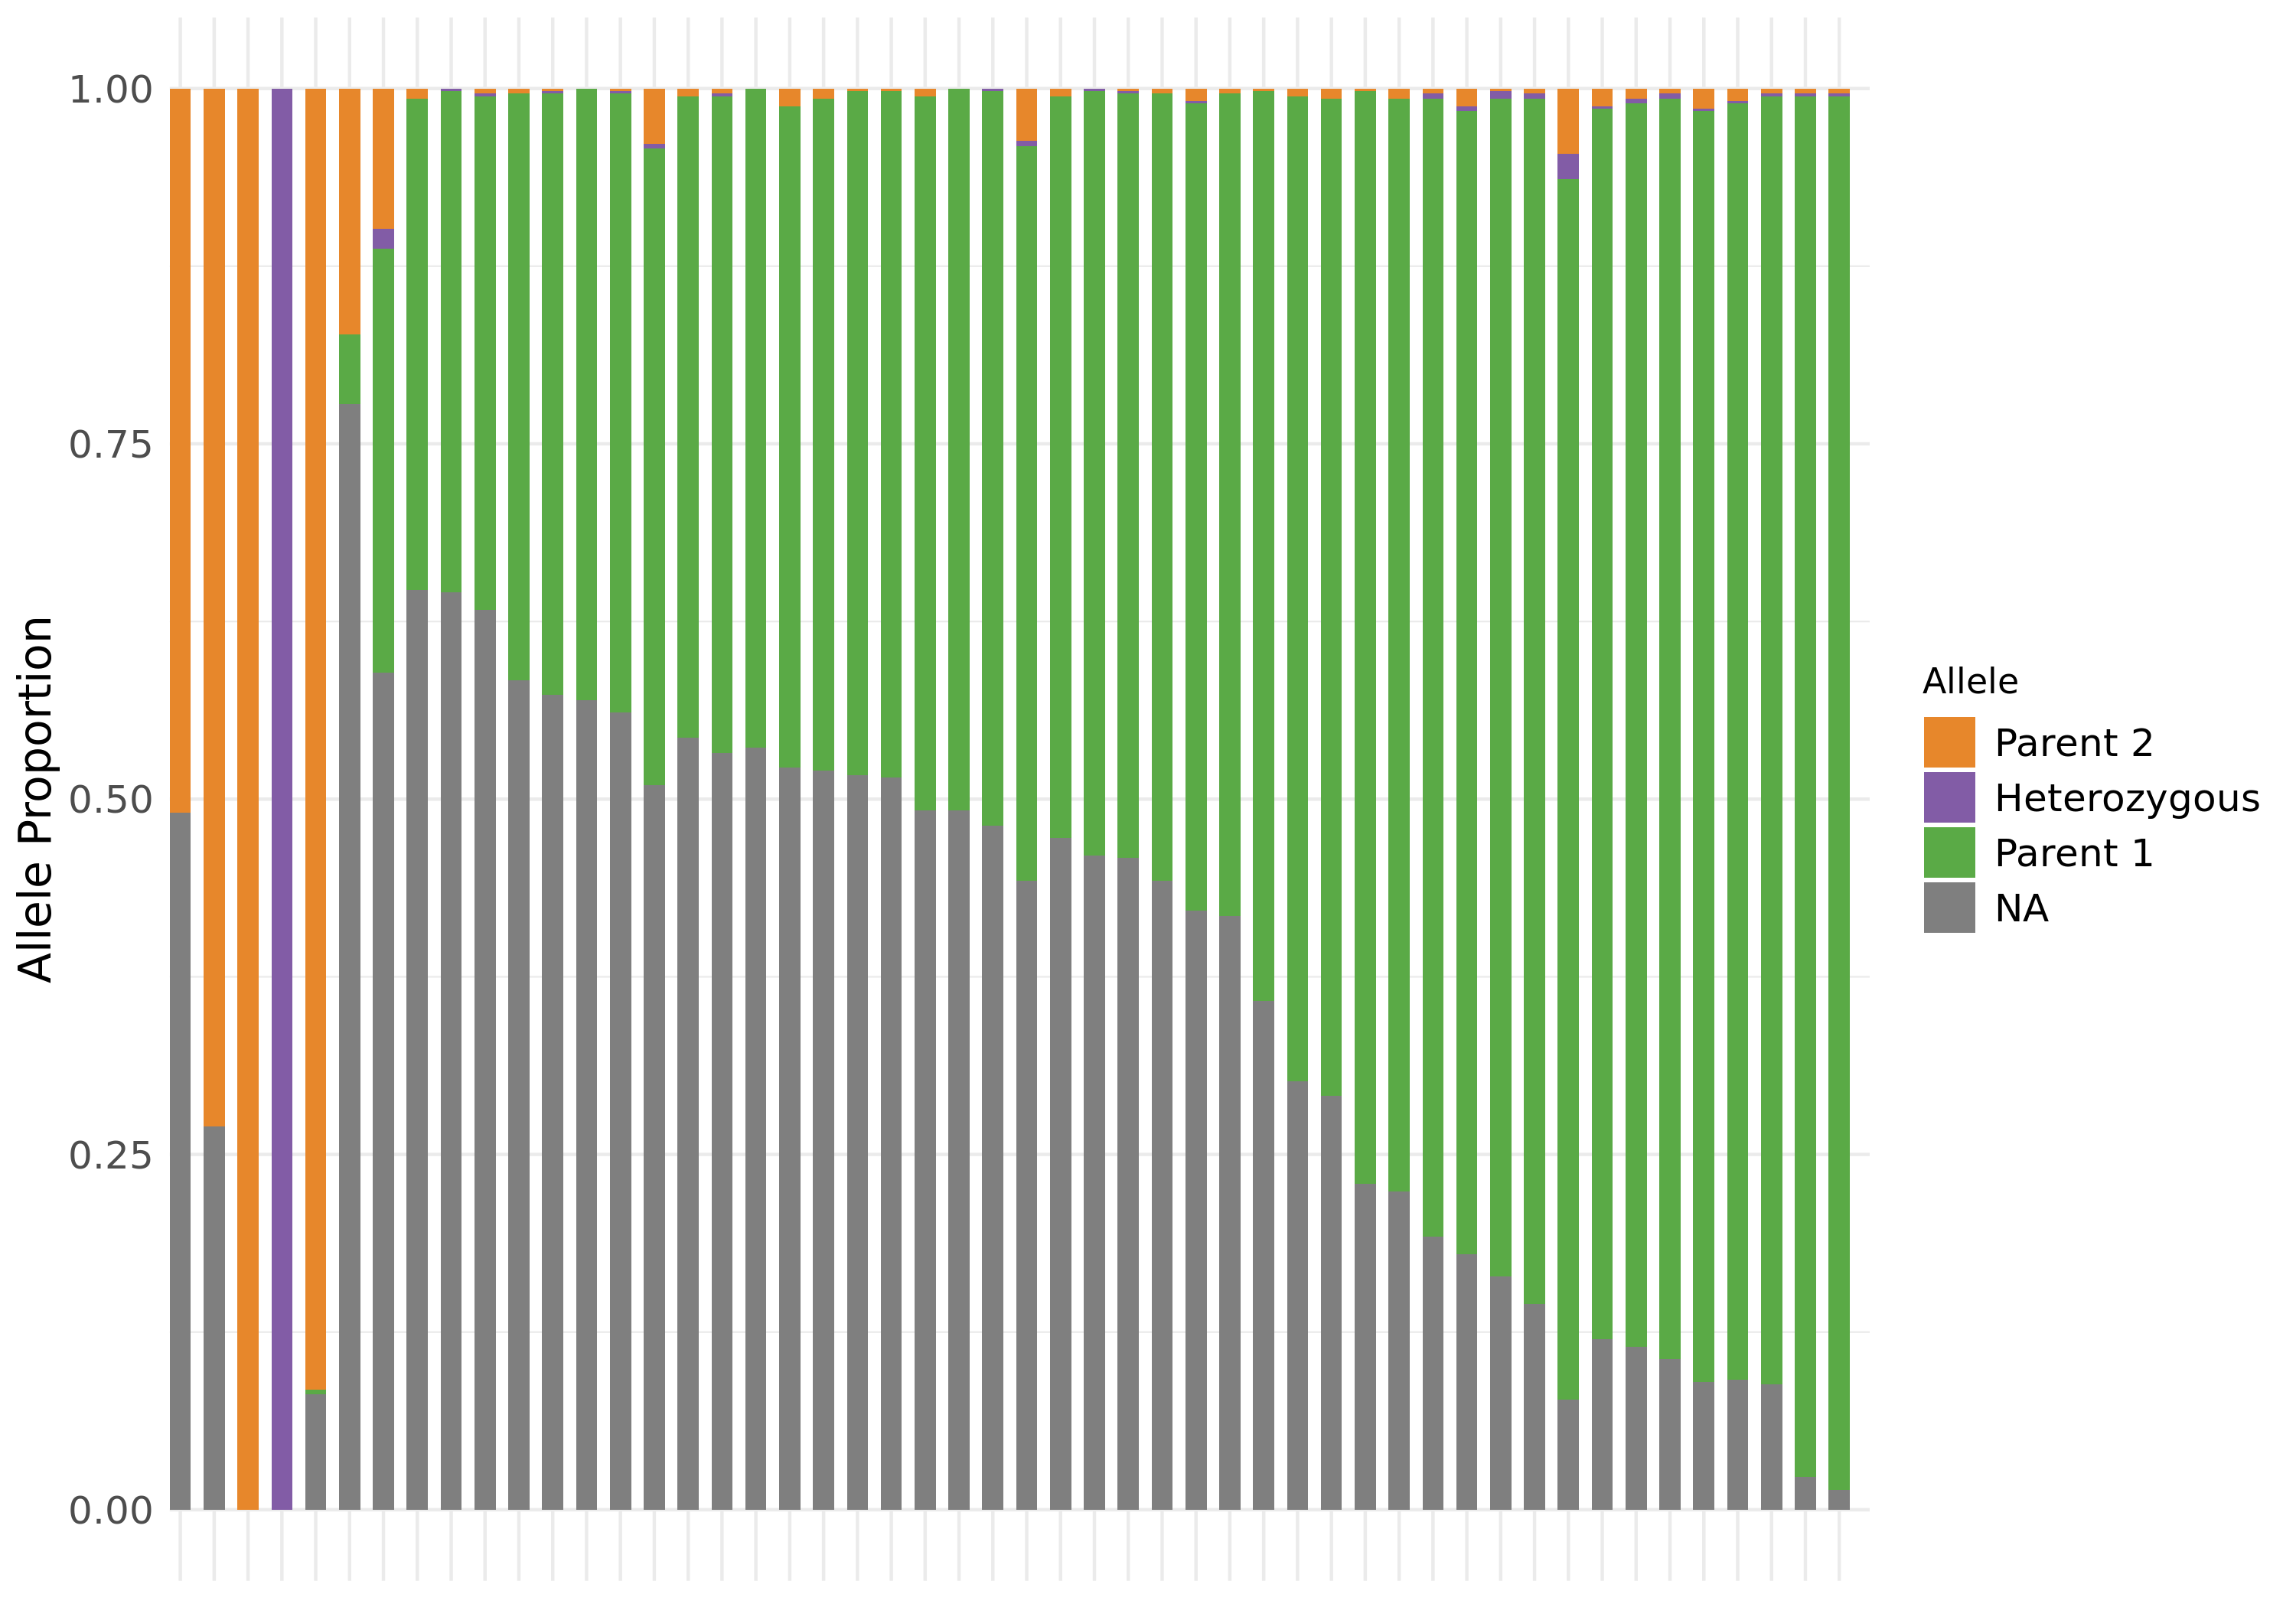 Allele Proportion
1.00
0.75
0.50
0.25
0.00
Allele
Parent 2
Heterozygous
Parent 1
NA